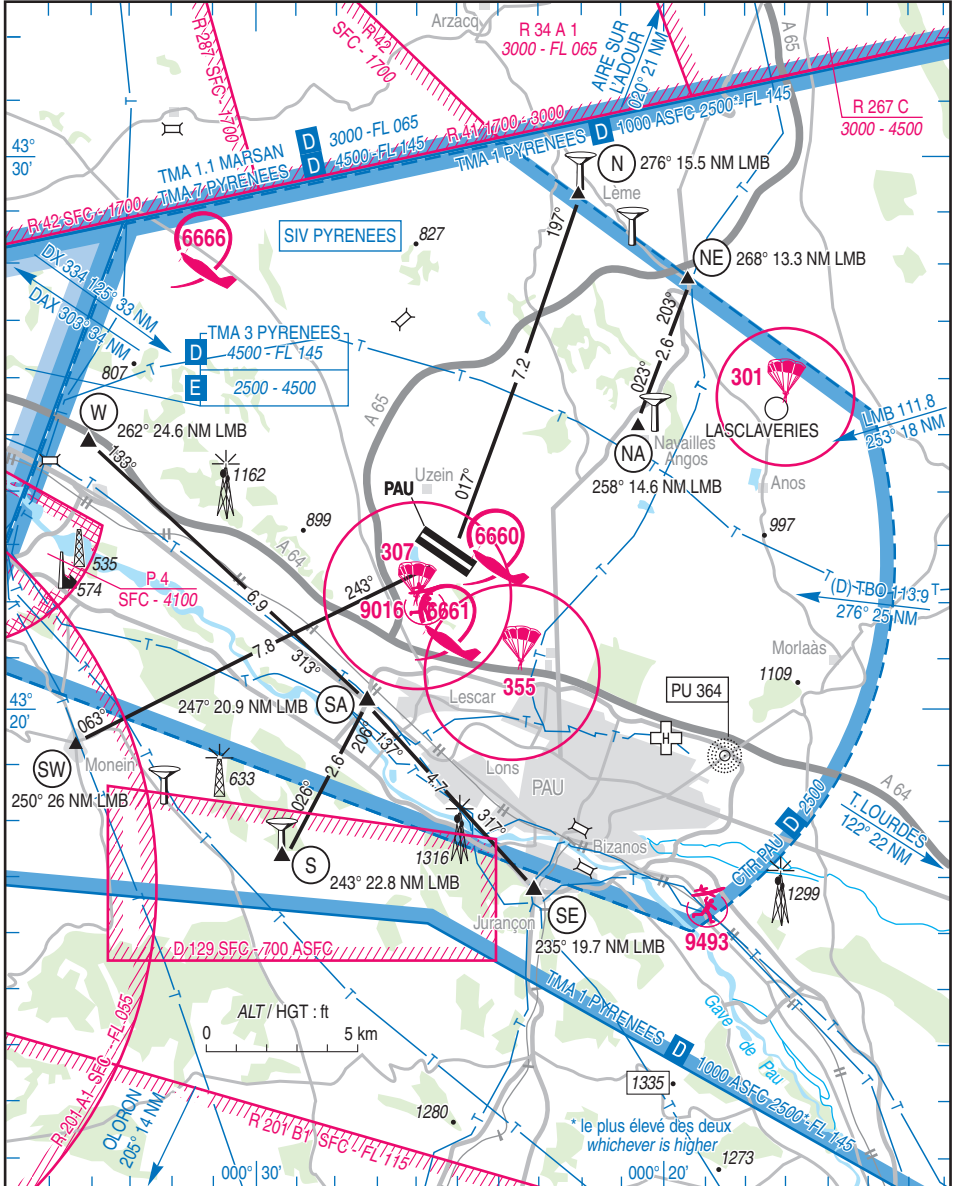 Arzacq
R 287 SFC - 1700
R 42
SFC - 1700
R 34 A 1
3000 - FL 065
AIRE SUR
L'ADOUR
020° 21 NM
A 65
R 267 C
3000 - 4500
43°
30'
TMA 1.1 MARSAN D 3000 -FL 065
TMA 7 PYRENEES D 4500 -FL 145
R 41 1700 - 3000
TMA 1 PYRENEES D 1000 ASFC 2500* FL 145
R 42 SFC - 1700
N 276° 15.5 NM LMB
Lème
197°
6666
SIV PYRENEES
827
NE 268° 13.3 NM LMB
DX 334 125° 33 NM
DAX 303° 34 NM
TMA 3 PYRENEES
D 4500 - FL 145
E 2500 - 4500
807
203°
2.6
023°
7.2
301
LASCLAVERIES
LMB 111.8
253° 18 NM
A 65
W
262° 24.6 NM LMB
133°
NA
Navailles
Angos
258° 14.6 NM LMB
Anos
1162
Uzein
PAU
017°
899
A 64
997
535
574
P 4
SFC - 4100
307
6660
243°
9016
6661
(D) TBO 113.9
276° 25 NM
6.9
7.8
313°
355
Morlaàs
1109
PU 364
43°
20'
247° 20.9 NM LMB
SA
Lescar
063°
206°
137°
SW
Monein
250° 26 NM LMB
633
2.6
026°
4.7
317°
Lons
PAU
A 64
T. LOURDES
122° 22 NM
CTR PAU D 2500
1316
Bizanos
S
243° 22.8 NM LMB
1299
Jurançon
SE
235° 19.7 NM LMB
9493
D 129 SFC - 700 ASFC
TMA 1 PYRENEES D 1000 ASFC 2500*-FL 145
Gave de Pau
ALT / HGT : ft
0 5 km
R 201 A1 SFC - FL 055
OLORON
205° 14 NM
R 201 B1 SFC - FL 115
1280
1335
* le plus élevé des deux
whichever is higher
1273
000° 30'
000° 20'